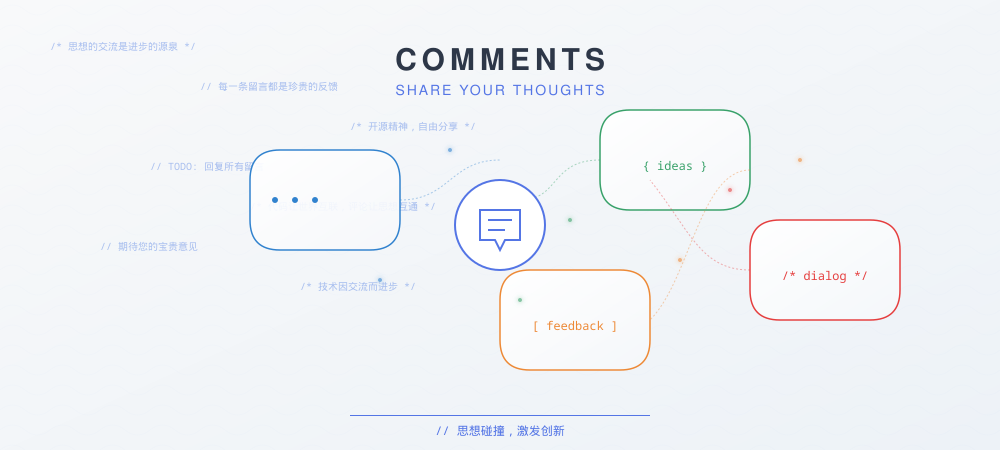 /* 思想的交流是进步的源泉 */
COMMENTS
// 每一条留言都是珍贵的反馈
SHARE YOUR THOUGHTS
/* 开源精神，自由分享 */
// TODO: 回复所有留
{ ideas }
互通 */
// 期待您的宝贵意见
/* dialog */
/* 技术因交流而进步 */
[ feedback ]
// 思想碰撞，激发创新